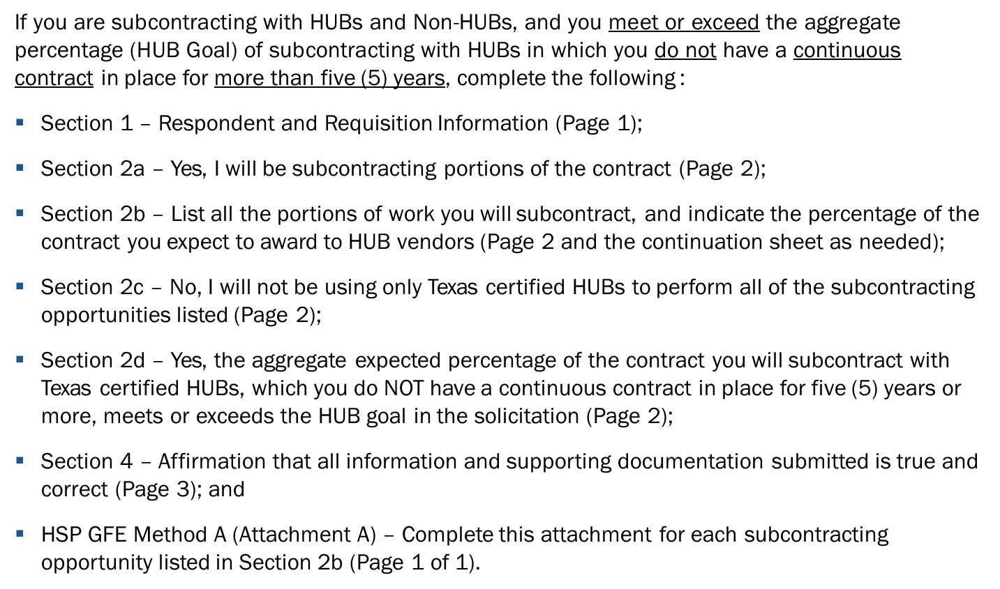 If you are subcontracting with HUBs and Non-HUBs, and you meet or exceed the aggregate
percentage (HUB Goal) of subcontracting with HUBs in which you do not have a continuous
contract in place for more than five (5) years, complete the following:
▪ Section 1 – Respondent and Requisition Information (Page 1);
▪ Section 2a – Yes, I will be subcontracting portions of the contract (Page 2);
▪ Section 2b – List all the portions of work you will subcontract, and indicate the percentage of the
contract you expect to award to HUB vendors (Page 2 and the continuation sheet as needed);
▪ Section 2c – No, I will not be using only Texas certified HUBs to perform all of the subcontracting
opportunities listed (Page 2);
▪ Section 2d – Yes, the aggregate expected percentage of the contract you will subcontract with
Texas certified HUBs, which you do NOT have a continuous contract in place for five (5) years or
more, meets or exceeds the HUB goal in the solicitation (Page 2);
▪ Section 4 – Affirmation that all information and supporting documentation submitted is true and
correct (Page 3); and
▪ HSP GFE Method A (Attachment A) – Complete this attachment for each subcontracting
opportunity listed in Section 2b (Page 1 of 1).